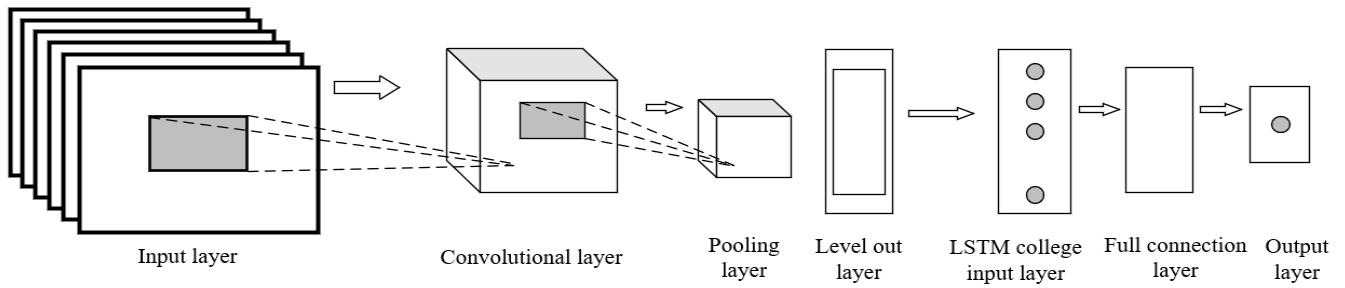 Input layer
Convolutional layer
Pooling
layer
Level out
layer
LSTM college
input layer
Full connection
layer
Output
layer